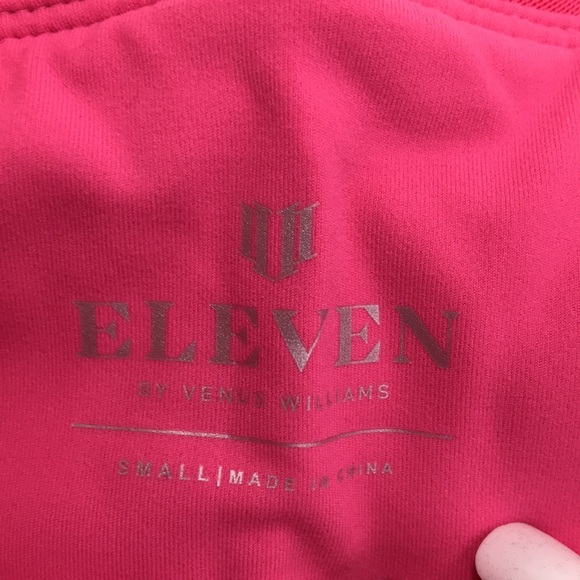 ELEVEN
BY VENUS WILLIAMS
SMALL | MADE IN CHINA